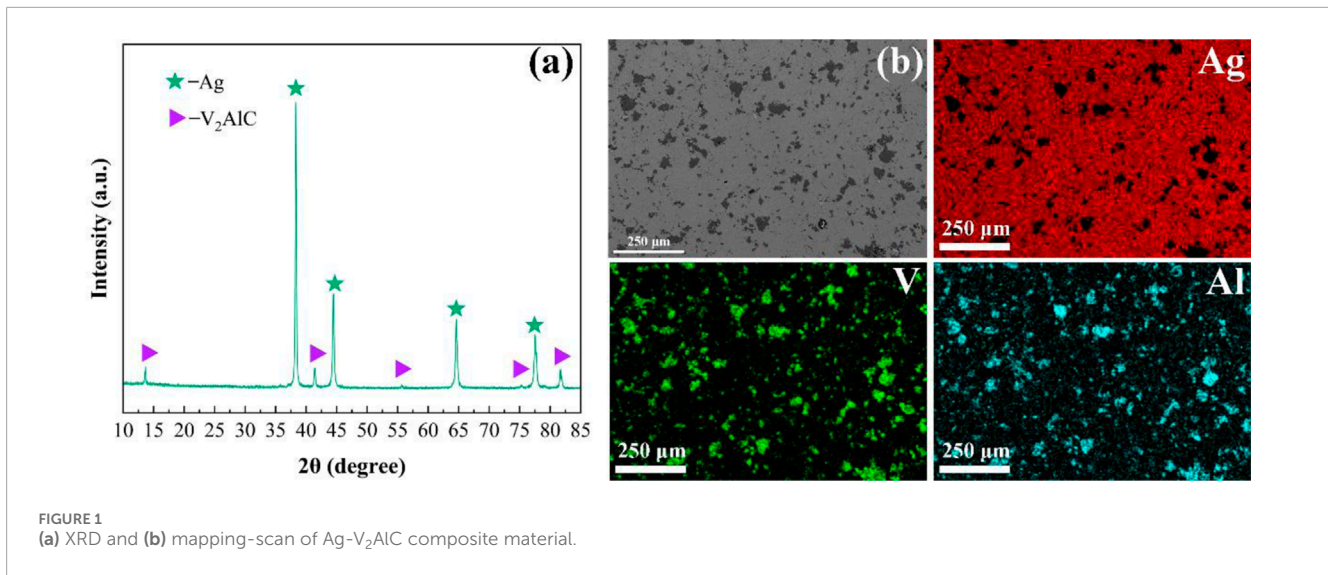 (a)
–Ag
–V₂AlC
Intensity (a.u.)
10 15 20 25 30 35 40 45 50 55 60 65 70 75 80 85
2θ (degree)
(b)
250 μm
Ag
250 μm
V
250 μm
Al
250 μm
FIGURE 1
(a) XRD and (b) mapping-scan of Ag-V₂AlC composite material.